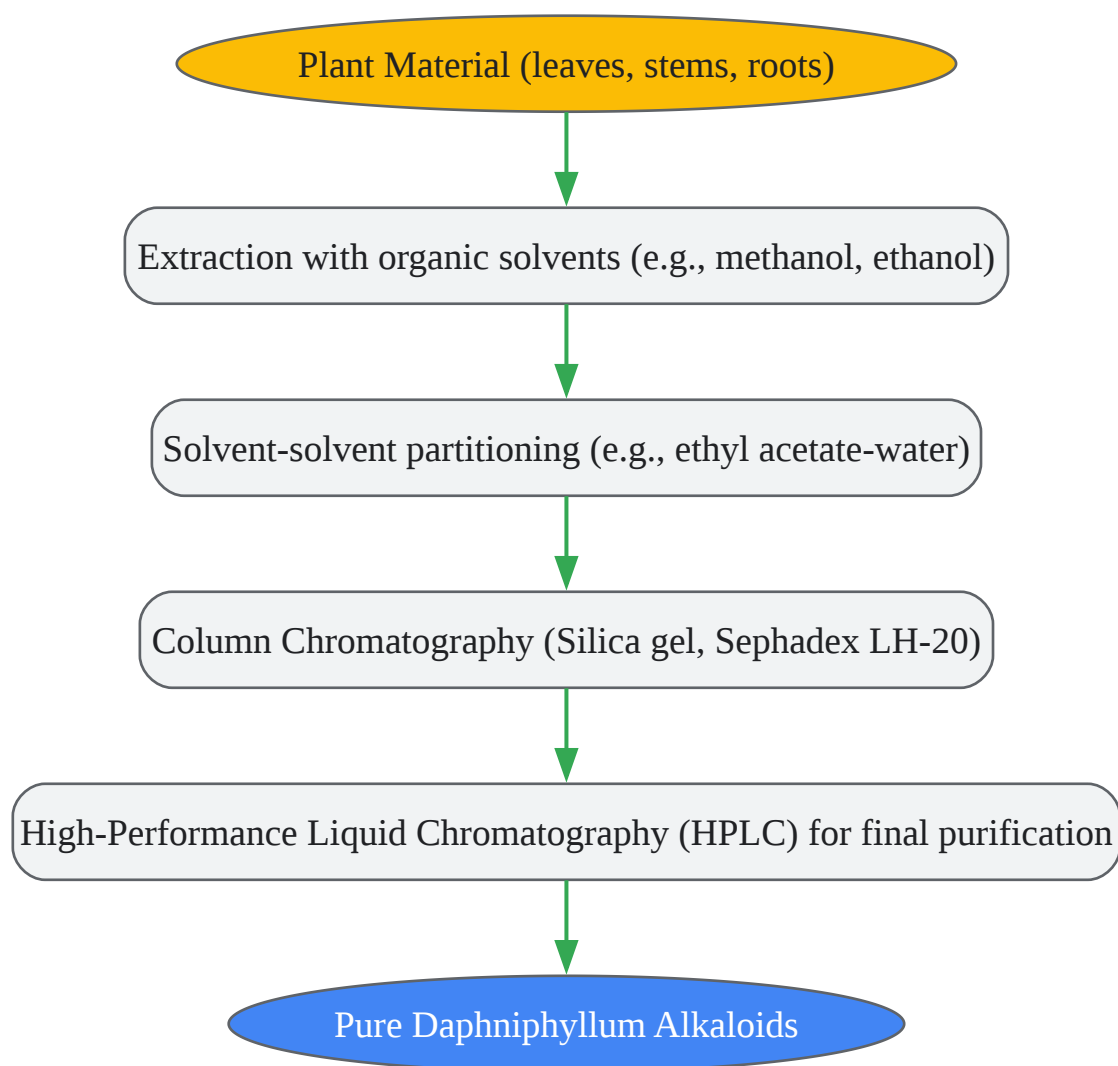 Plant Material (leaves, stems, roots)
Extraction with organic solvents (e.g., methanol, ethanol)
Solvent-solvent partitioning (e.g., ethyl acetate-water)
Column Chromatography (Silica gel, Sephadex LH-20)
High-Performance Liquid Chromatography (HPLC) for final purification
Pure Daphniphyllum Alkaloids